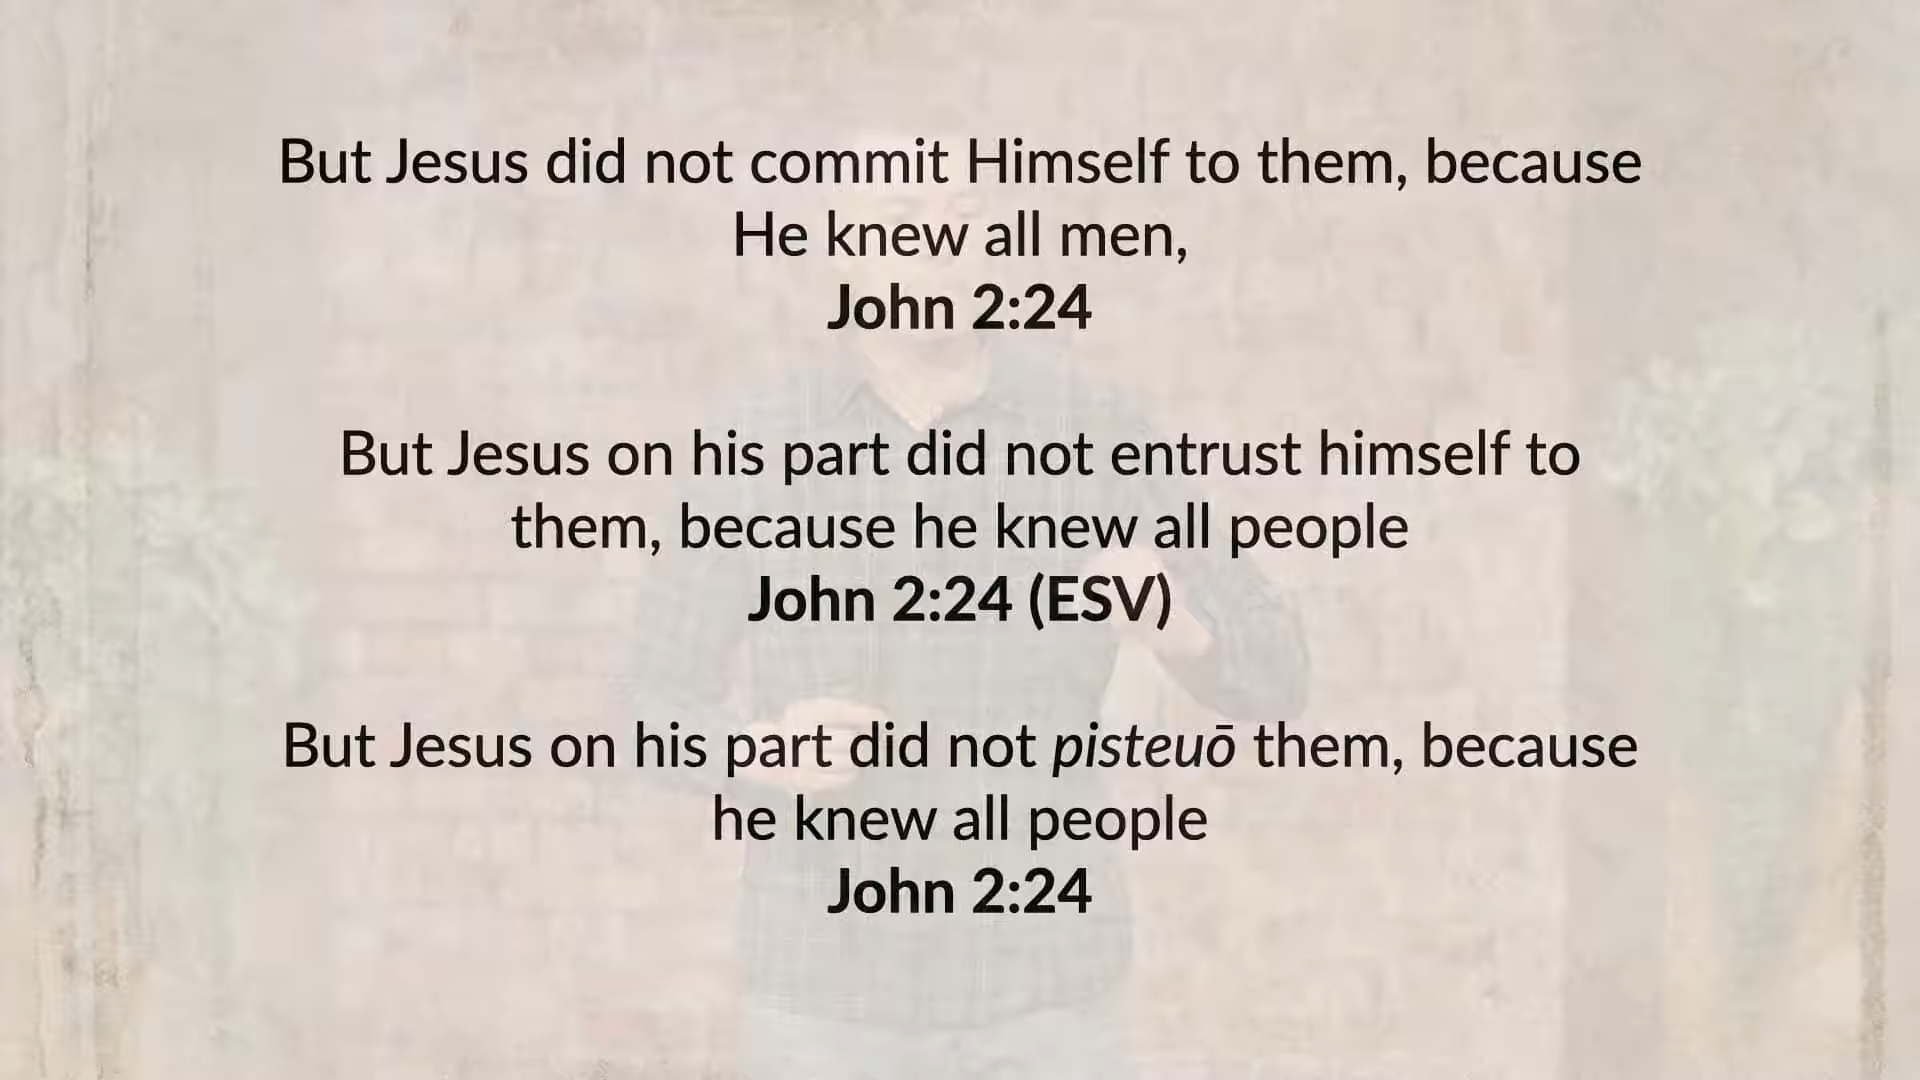 But Jesus did not commit Himself to them, because
He knew all men,
John 2:24
But Jesus on his part did not entrust himself to
them, because he knew all people
John 2:24 (ESV)
But Jesus on his part did not pisteuō them, because
he knew all people
John 2:24